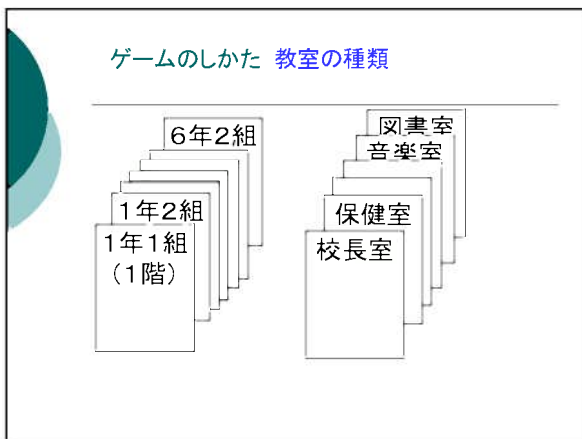 ゲームのしかた 教室の種類
6年2組
1年2組
1年1組
(1階)
図書室
音楽室
保健室
校長室